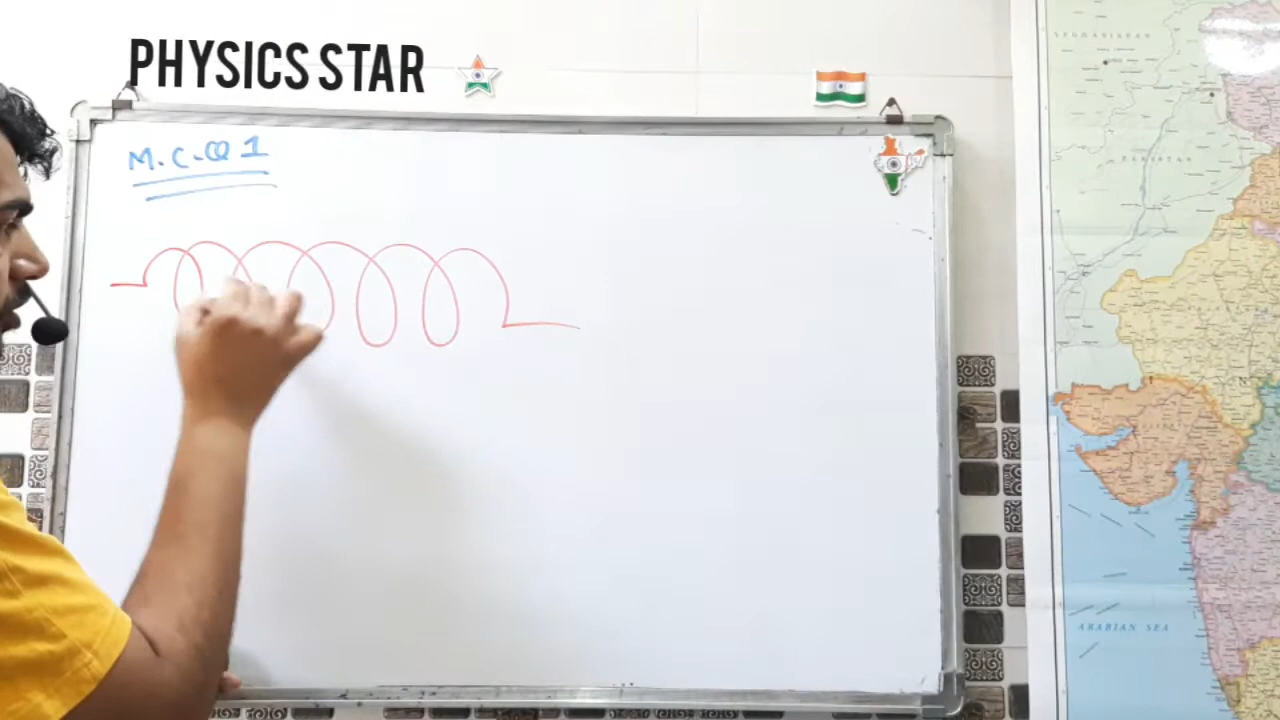 PHYSICS STAR
M.C.Q 1
AFGHANISTAN
PAKISTAN
ARABIAN SEA